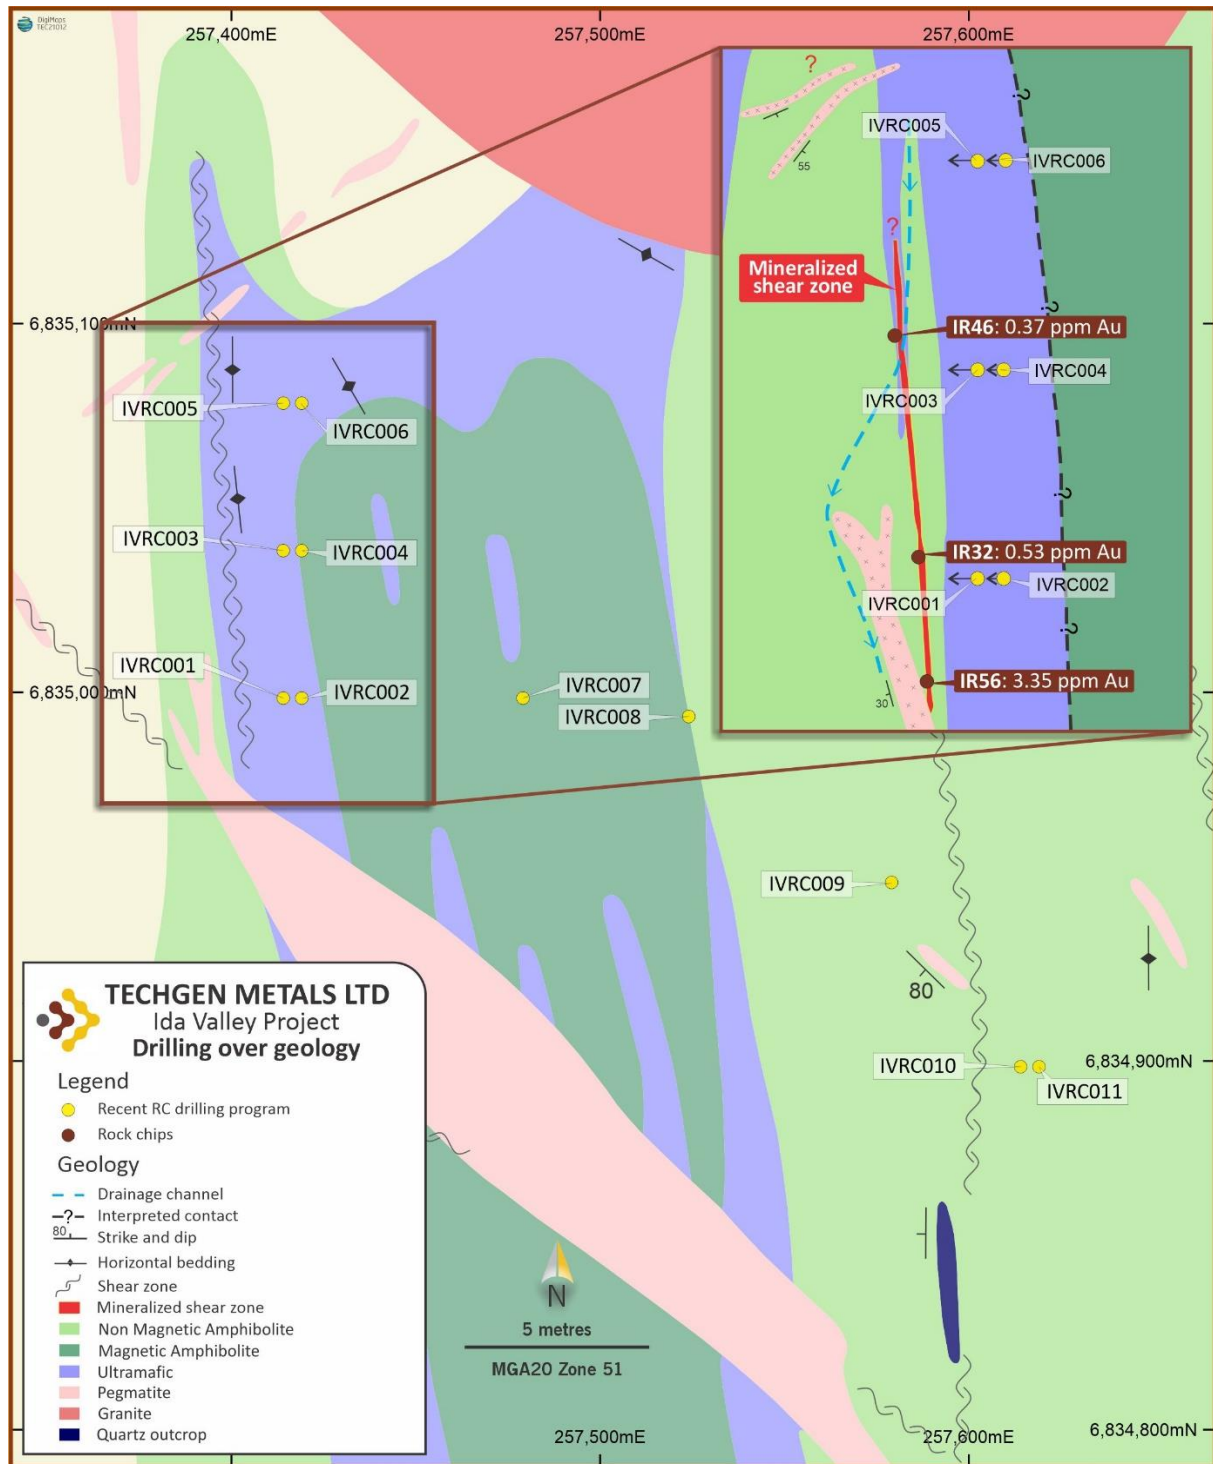 DigiMaps
TEC21012
257,400mE
257,500mE
257,600mE
?
IVRC005
IVRC006
55
?
Mineralized
shear zone
?
6,835,100mN
?
IR46: 0.37 ppm Au
IVRC004
IVRC003
IVRC005
IVRC006
?
IVRC003
IVRC004
IR32: 0.53 ppm Au
IVRC001
IVRC002
?
IVRC001
IVRC002
IVRC007
IVRC008
IR56: 3.35 ppm Au
30
6,835,000mN
IVRC009
80
TECHGEN METALS LTD
Ida Valley Project
Drilling over geology
Legend
Recent RC drilling program
Rock chips
Geology
Drainage channel
?
Interpreted contact
80
Strike and dip
Horizontal bedding
Shear zone
Mineralized shear zone
Non Magnetic Amphibolite
Magnetic Amphibolite
Ultramafic
Pegmatite
Granite
Quartz outcrop
IVRC010
IVRC011
6,834,900mN
N
5 metres
MGA20 Zone 51
257,500mE
257,600mE
6,834,800mN